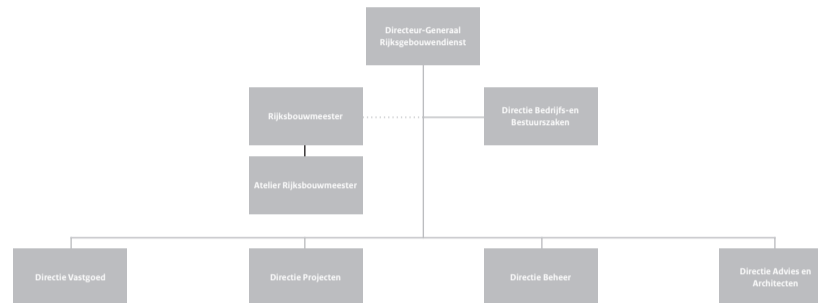 Directeur-Generaal
Rijksgebouwendienst
Rijksbouwmeester
Directie Bedrijfs-en
Bestuurszaken
Atelier Rijksbouwmeester
Directie Vastgoed
Directie Projecten
Directie Beheer
Directie Advies en
Architecten